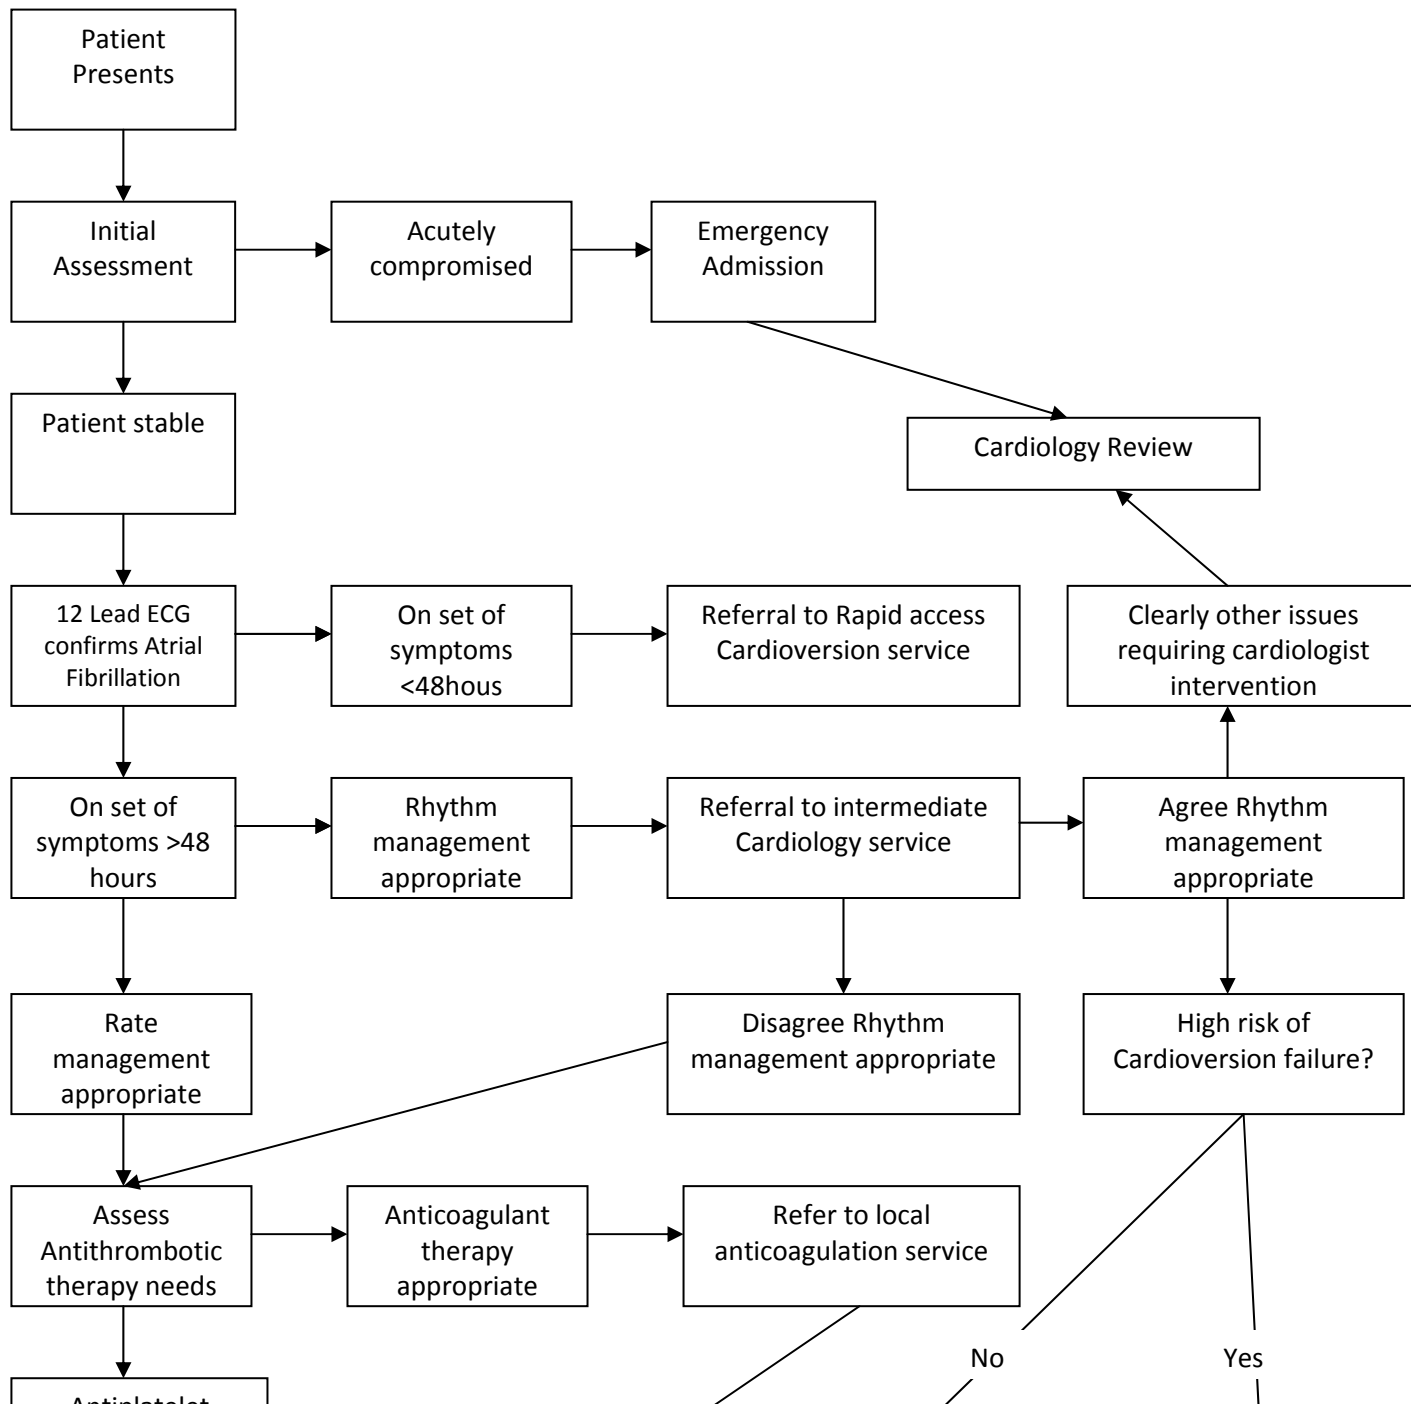 Patient
Presents
Initial
Assessment
Acutely
compromised
Emergency
Admission
Patient stable
Cardiology Review
12 Lead ECG
confirms Atrial
Fibrillation
On set of
symptoms
<48hous
Referral to Rapid access
Cardioversion service
Clearly other issues
requiring cardiologist
intervention
On set of
symptoms >48
hours
Rhythm
management
appropriate
Referral to intermediate
Cardiology service
Agree Rhythm
management
appropriate
Rate
management
appropriate
Disagree Rhythm
management appropriate
High risk of
Cardioversion failure?
Assess
Antithrombotic
therapy needs
Anticoagulant
therapy
appropriate
Refer to local
anticoagulation service
No
Yes
Antiplatelet